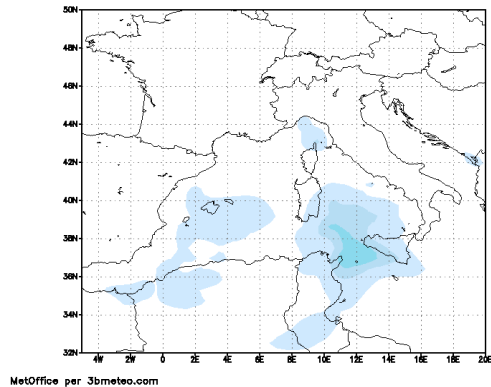 50N
48N
46N
44N
42N
40N
38N
36N
34N
32N
4W 2W 0 2E 4E 6E 8E 10E 12E 14E 16E 18E 20E
MetOffice per 3bmeteo.com